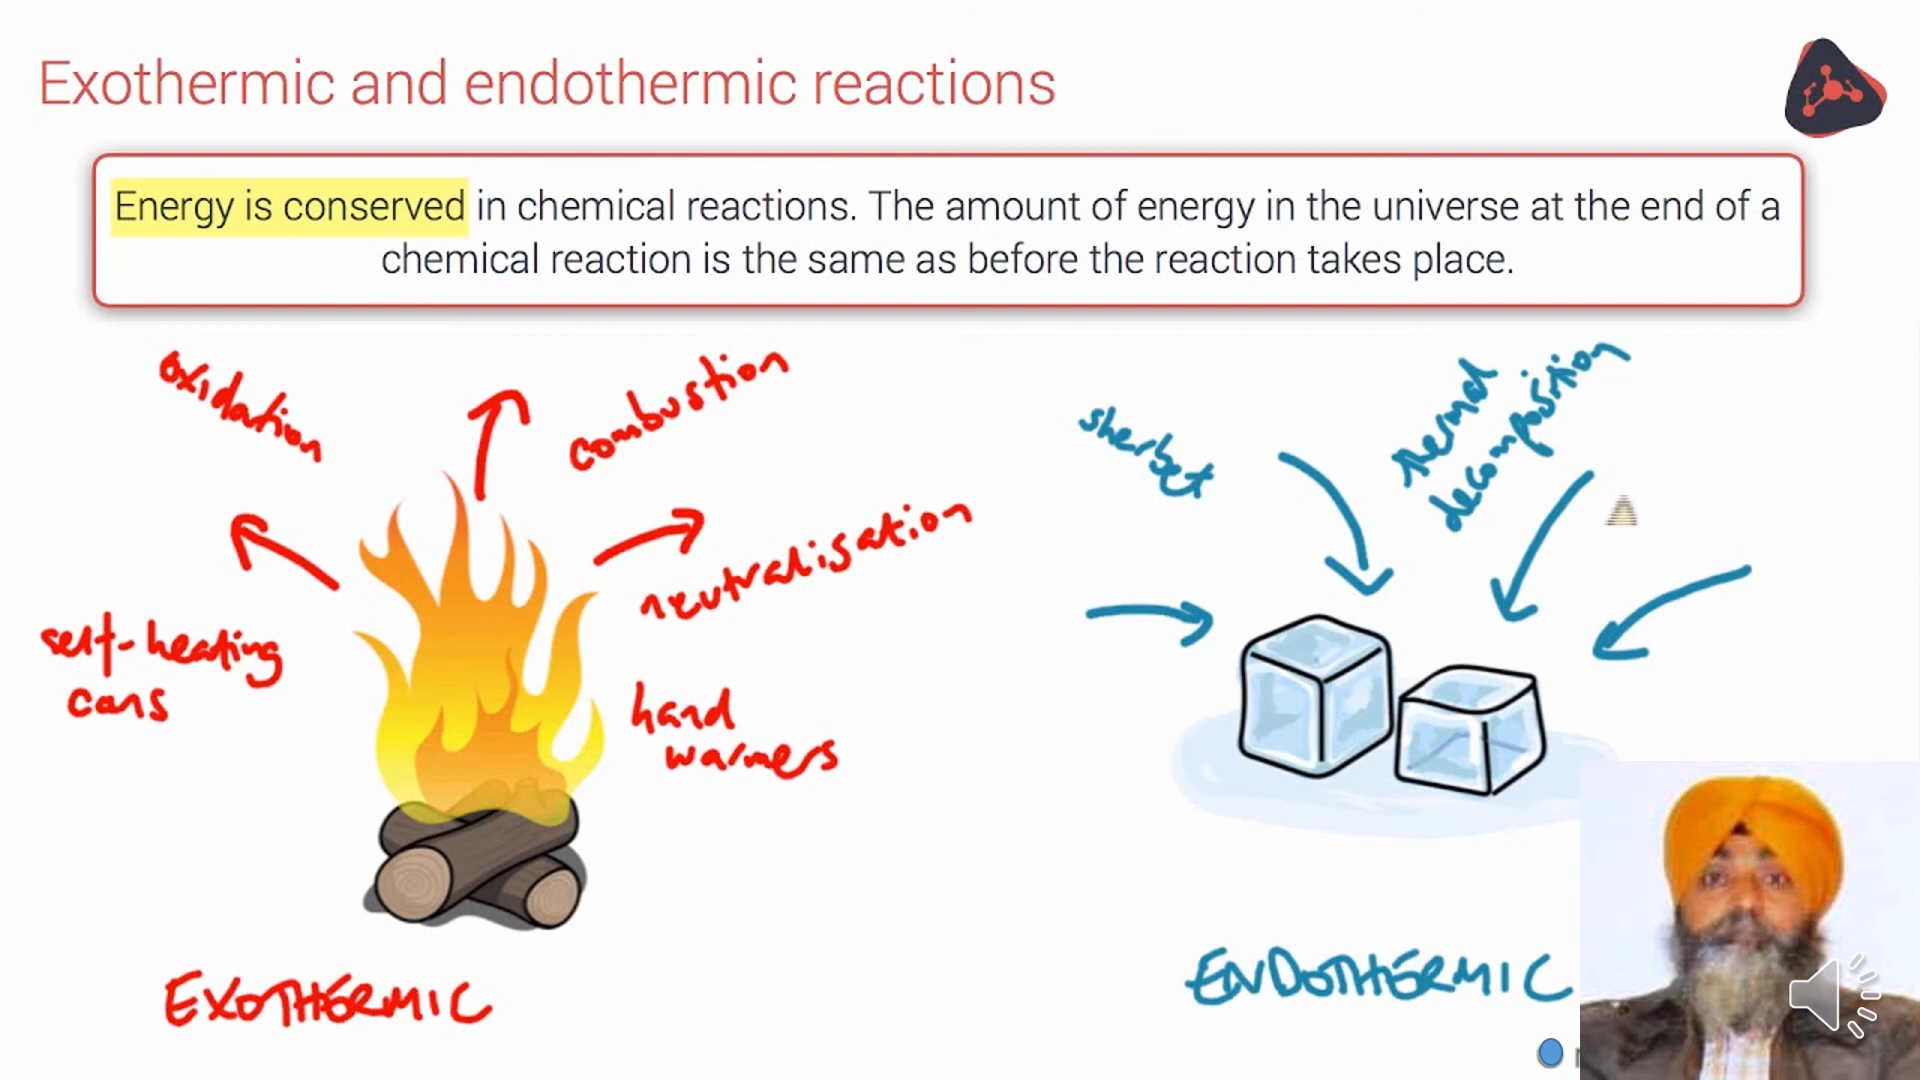 Exothermic and endothermic reactions
Energy is conserved in chemical reactions. The amount of energy in the universe at the end of a
chemical reaction is the same as before the reaction takes place.
oxidation
combustion
neutralisation
self-heating
cans
hand
warmers
EXOTHERMIC
sherbet
thermal
decomposition
ENDOTHERMIC